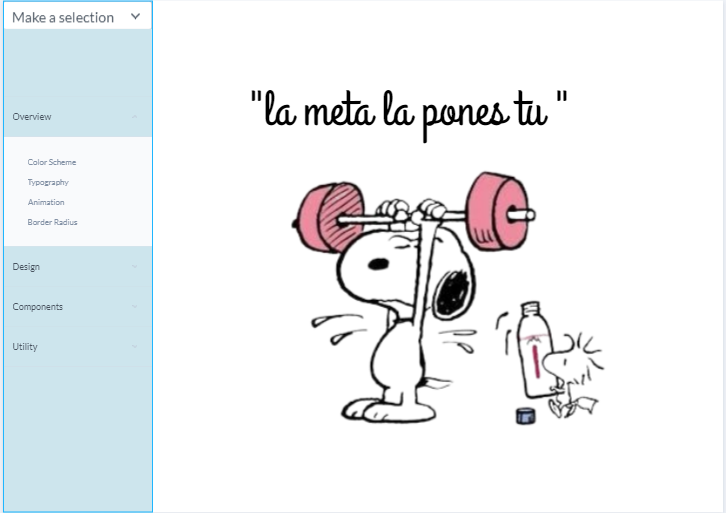 Make a selection
Overview
Color Scheme
Typography
Animation
Border Radius
Design
Components
Utility
"la meta la pones tu "